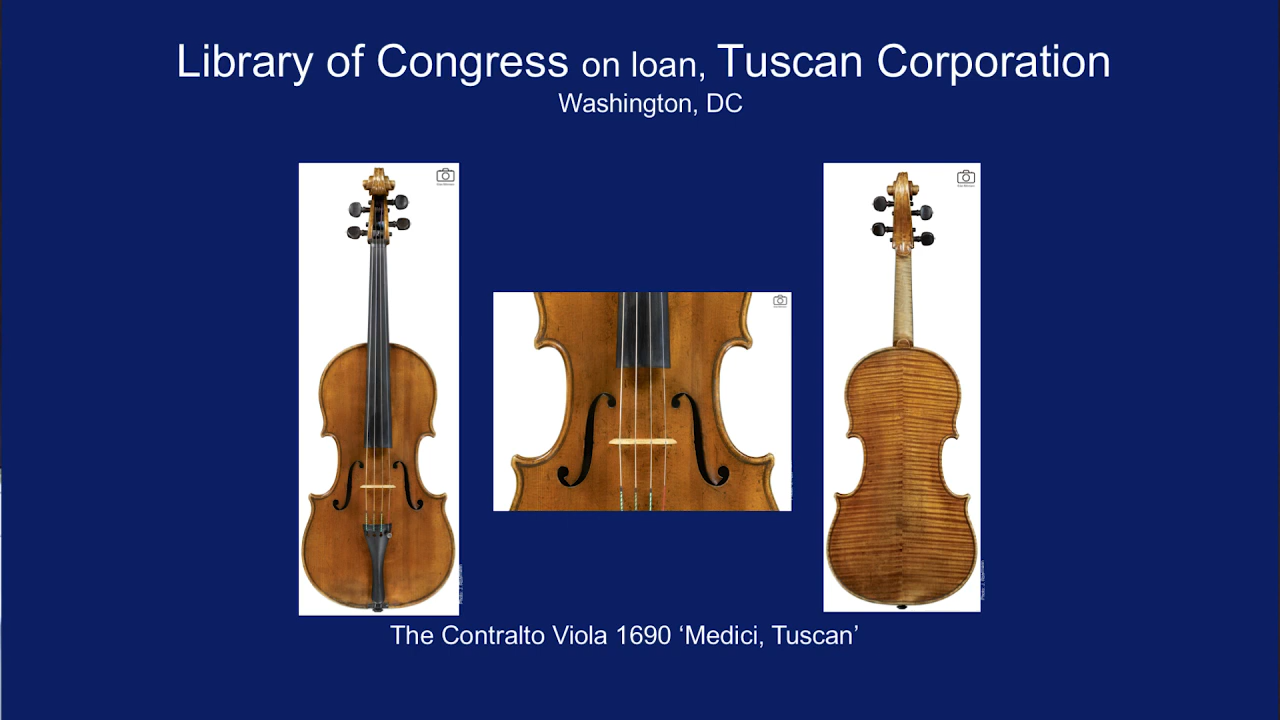 Library of Congress on loan, Tuscan Corporation
Washington, DC
The Contralto Viola 1690 ‘Medici, Tuscan’